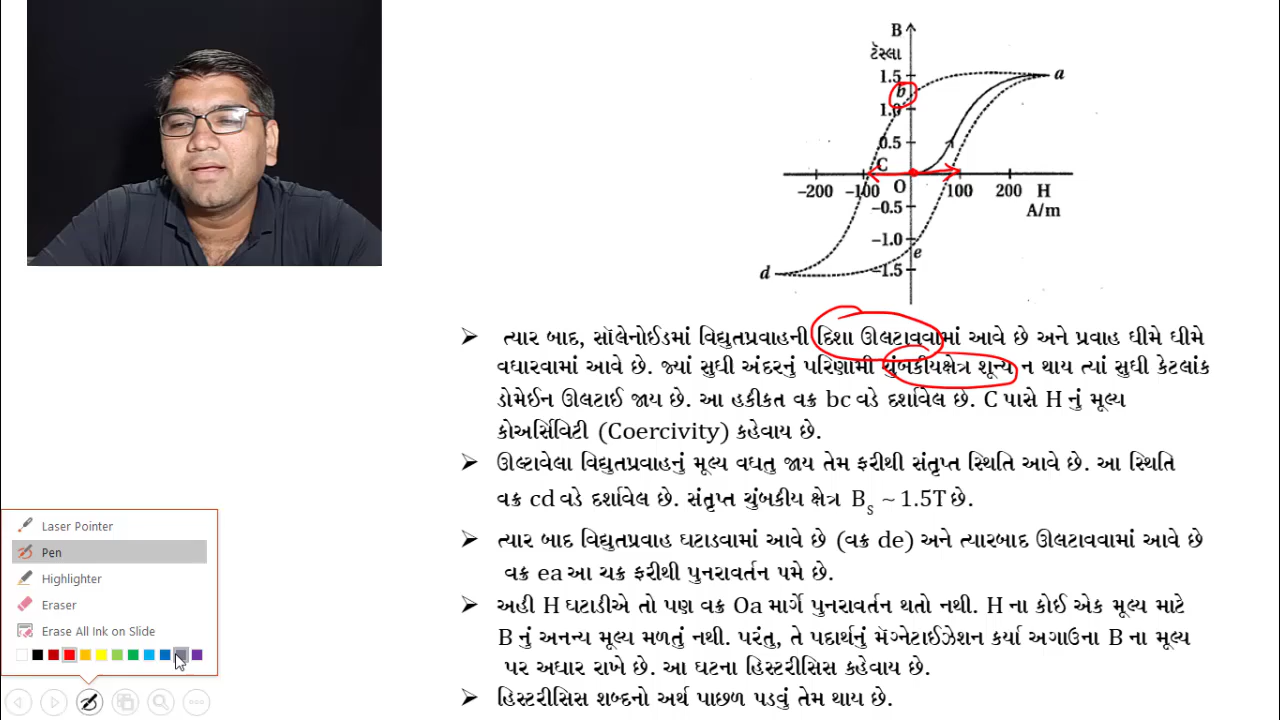 B
ટૅસ્લા
1.5
a
b
1.0
0.5
C
-200 -100 O 100 200 H
A/m
-0.5
-1.0
e
d
-1.5
➢ ત્યાર બાદ, સૉલેનોઈડમાં વિદ્યુતપ્રવાહની દિશા ઊલટાવવામાં આવે છે અને પ્રવાહ ધીમે ધીમે
વધારવામાં આવે છે. જ્યાં સુધી અંદરનું પરિણામી ચુંબકીયક્ષેત્ર શૂન્ય ન થાય ત્યાં સુધી કેટલાંક
ડોમેઈન ઊલટાઈ જાય છે. આ હકીકત વક્ર bc વડે દર્શાવેલ છે. C પાસે H નું મૂલ્ય
કોઅર્સિવિટી (Coercivity) કહેવાય છે.
➢ ઊલ્ટાવેલા વિદ્યુતપ્રવાહનું મૂલ્ય વધતુ જાય તેમ ફરીથી સંતૃપ્ત સ્થિતિ આવે છે. આ સ્થિતિ
વક્ર cd વડે દર્શાવેલ છે. સંતૃપ્ત ચુંબકીય ક્ષેત્ર Bs ~ 1.5T છે.
➢ ત્યાર બાદ વિદ્યુતપ્રવાહ ઘટાડવામાં આવે છે (વક્ર de) અને ત્યારબાદ ઊલટાવવામાં આવે છે
વક્ર ea આ ચક્ર ફરીથી પુનરાવર્તન પમે છે.
➢ અહી H ઘટાડીએ તો પણ વક્ર Oa માર્ગે પુનરાવર્તન થતો નથી. H ના કોઈ એક મૂલ્ય માટે
B નું અનન્ય મૂલ્ય મળતું નથી. પરંતુ, તે પદાર્થનું મૅગ્નેટાઈઝેશન કર્યા અગાઉના B ના મૂલ્ય
પર અધાર રાખે છે. આ ઘટના હિસ્ટરીસિસ કહેવાય છે.
➢ હિસ્ટરીસિસ શબ્દનો અર્થ પાછળ પડવું તેમ થાય છે.
Laser Pointer
Pen
Highlighter
Eraser
Erase All Ink on Slide